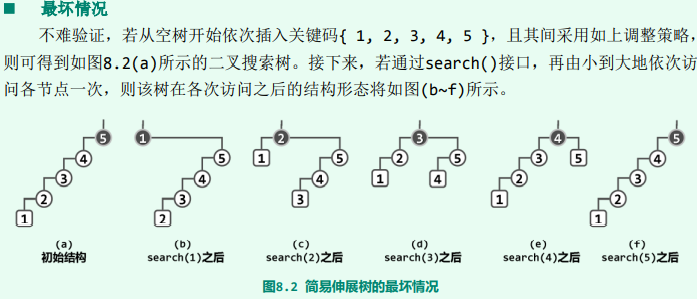 ■ 最坏情况
不难验证，若从空树开始依次插入关键码{ 1, 2, 3, 4, 5 }，且其间采用如上调整策略，
则可得到如图8.2(a)所示的二叉搜索树。接下来，若通过search()接口，再由小到大地依次访
问各节点一次，则该树在各次访问之后的结构形态将如图(b~f)所示。
5 4 3 2 1
1 5 4 3 2
2 1 5 4 3
3 2 5 1 4
4 3 5 2 1
5 4 3 2 1
(a) (b) (c) (d) (e) (f)
初始结构 search(1)之后 search(2)之后 search(3)之后 search(4)之后 search(5)之后
图8.2 简易伸展树的最坏情况